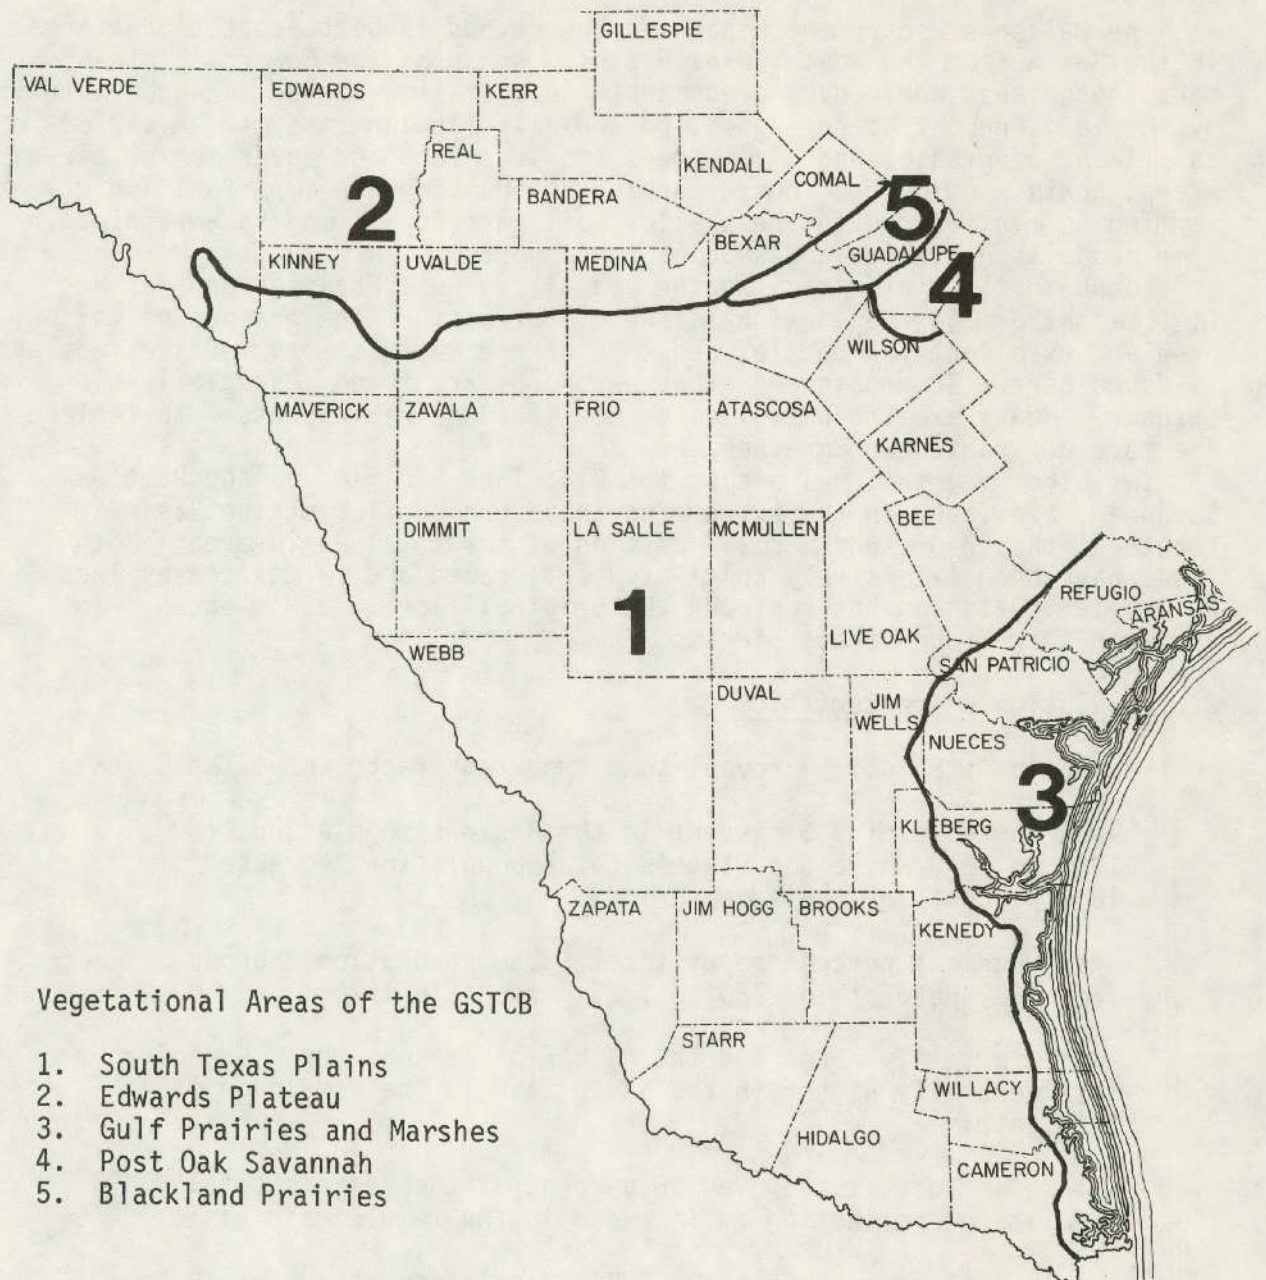 GILLESPIE
VAL VERDE
EDWARDS
KERR
REAL
KENDALL
COMAL
2
BANDERA
5
BEXAR
GUADALUPE
KINNEY
UVALDE
MEDINA
4
WILSON
MAVERICK
ZAVALA
FRIO
ATASCOSA
KARNES
DIMMIT
LA SALLE
MCMULLEN
BEE
REFUGIO
ARANSAS
1
LIVE OAK
WEBB
SAN PATRICIO
DUVAL
JIM
WELLS
NUECES
3
KLEBERG
ZAPATA
JIM HOGG
BROOKS
KENEDY
STARR
WILLACY
HIDALGO
CAMERON
Vegetational Areas of the GSTCB
1. South Texas Plains
2. Edwards Plateau
3. Gulf Prairies and Marshes
4. Post Oak Savannah
5. Blackland Prairies